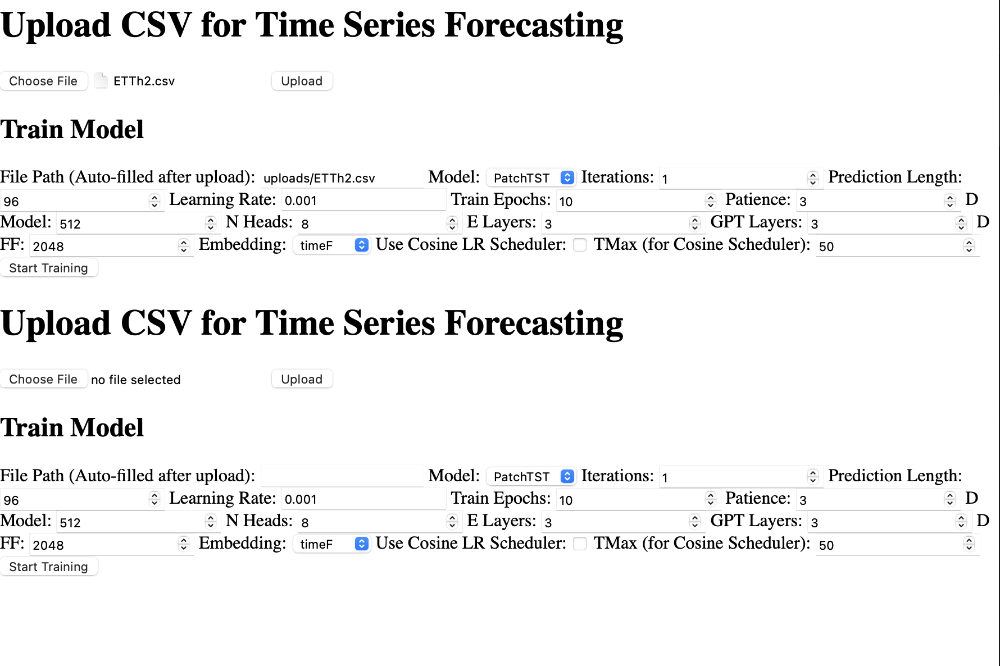 Upload CSV for Time Series Forecasting
Choose File ETTh2.csv Upload
Train Model
File Path (Auto-filled after upload): uploads/ETTh2.csv Model: PatchTST Iterations: 1 Prediction Length:
96 Learning Rate: 0.001 Train Epochs: 10 Patience: 3 D
Model: 512 N Heads: 8 E Layers: 3 GPT Layers: 3 D
FF: 2048 Embedding: timeF Use Cosine LR Scheduler: TMax (for Cosine Scheduler): 50
Start Training
Upload CSV for Time Series Forecasting
Choose File no file selected Upload
Train Model
File Path (Auto-filled after upload): Model: PatchTST Iterations: 1 Prediction Length:
96 Learning Rate: 0.001 Train Epochs: 10 Patience: 3 D
Model: 512 N Heads: 8 E Layers: 3 GPT Layers: 3 D
FF: 2048 Embedding: timeF Use Cosine LR Scheduler: TMax (for Cosine Scheduler): 50
Start Training